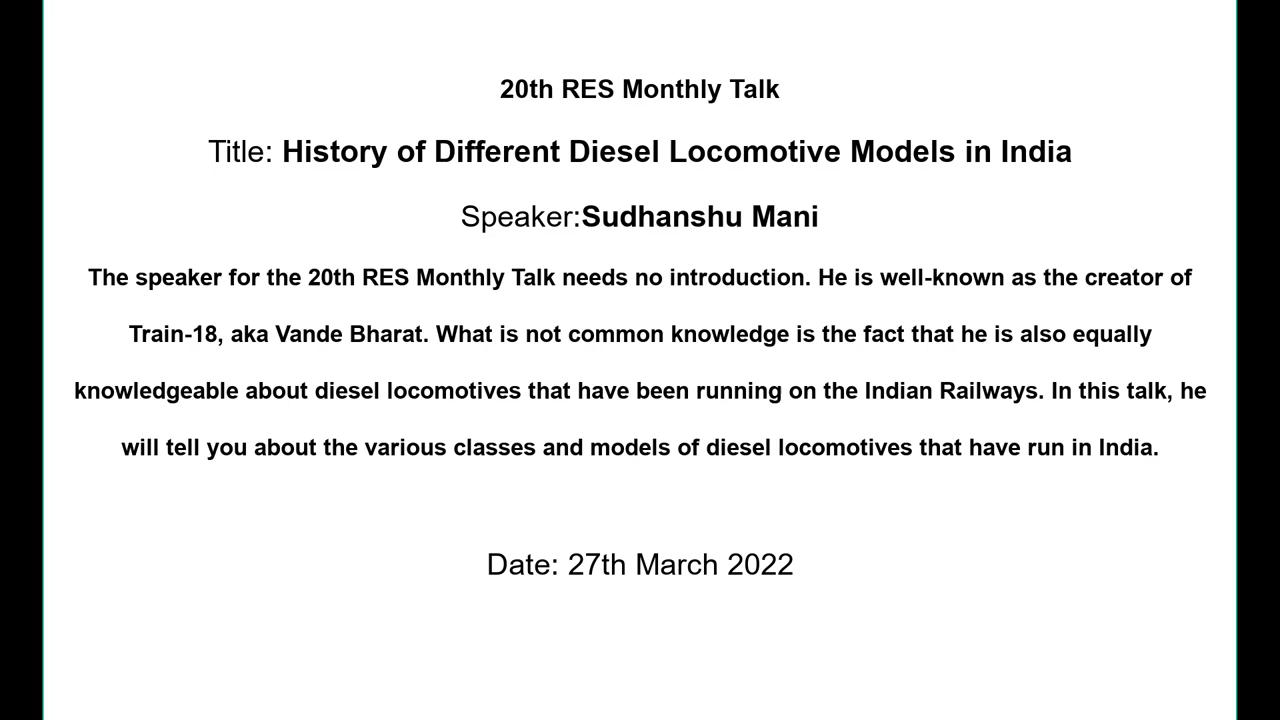 20th RES Monthly Talk
Title: History of Different Diesel Locomotive Models in India
Speaker:Sudhanshu Mani
The speaker for the 20th RES Monthly Talk needs no introduction. He is well-known as the creator of
Train-18, aka Vande Bharat. What is not common knowledge is the fact that he is also equally
knowledgeable about diesel locomotives that have been running on the Indian Railways. In this talk, he
will tell you about the various classes and models of diesel locomotives that have run in India.
Date: 27th March 2022